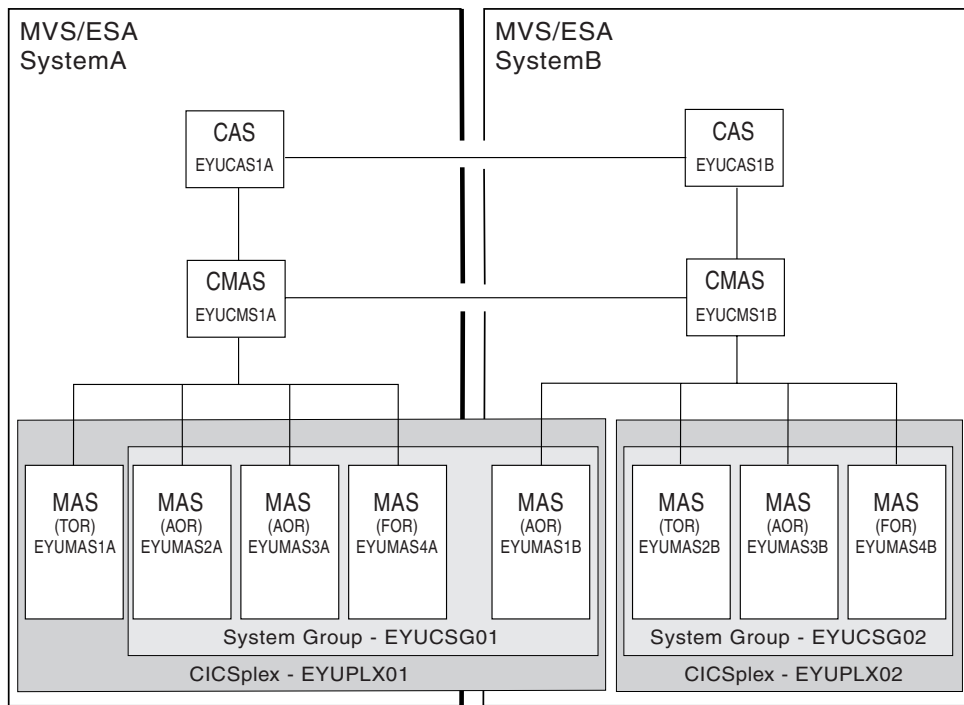 MVS/ESA
SystemA
MVS/ESA
SystemB
CAS
EYUCAS1A
CAS
EYUCAS1B
CMAS
EYUCMS1A
CMAS
EYUCMS1B
MAS
(TOR)
EYUMAS1A
MAS
(AOR)
EYUMAS2A
MAS
(AOR)
EYUMAS3A
MAS
(FOR)
EYUMAS4A
MAS
(AOR)
EYUMAS1B
MAS
(TOR)
EYUMAS2B
MAS
(AOR)
EYUMAS3B
MAS
(FOR)
EYUMAS4B
System Group - EYUCSG01
System Group - EYUCSG02
CICSplex - EYUPLX01
CICSplex - EYUPLX02